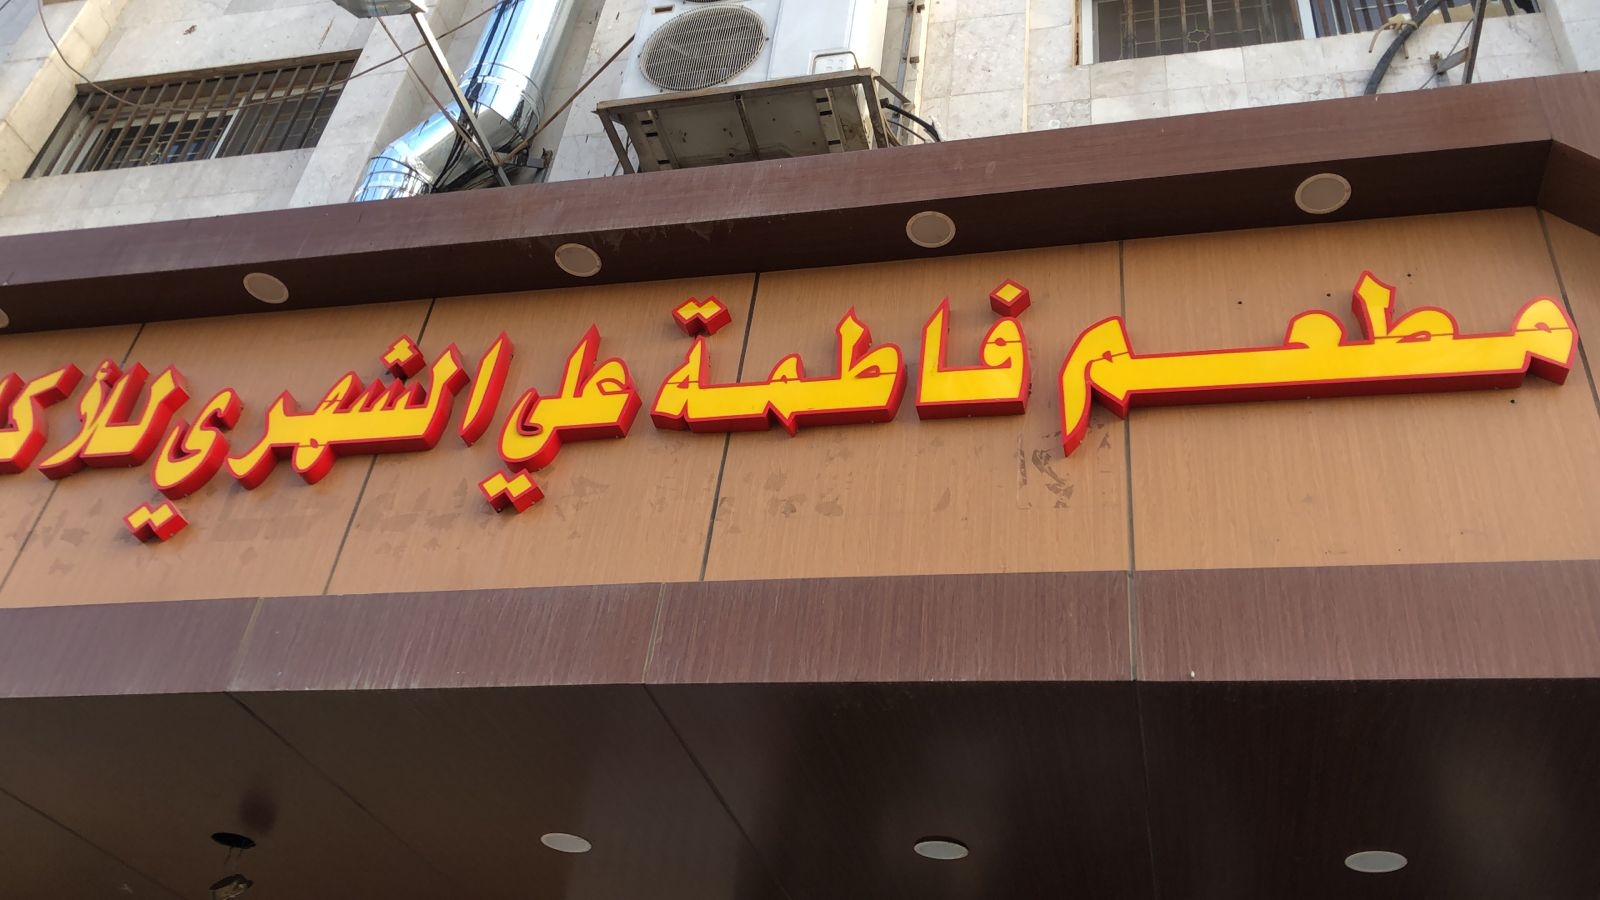 مطعم فاطمة علي الشهري